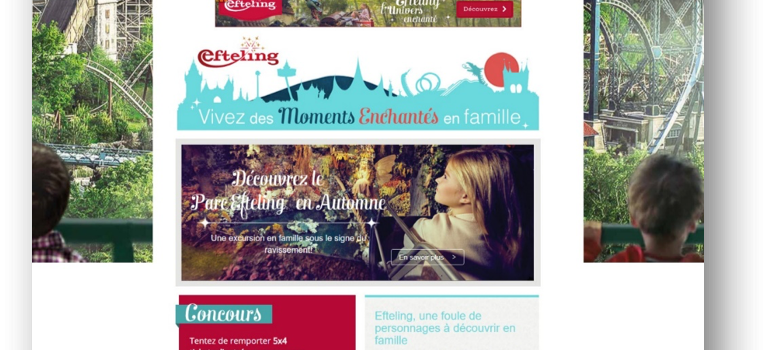 efteling
Efteling
l'Univers
enchanté
Découvrez >
efteling
Vivez des Moments Enchantés en famille
Découvrez le
Parc Efteling en Automne
Une excursion en famille sous le signe du
ravissement!
En savoir plus >
Concours
Efteling, une foule de
personnages à découvrir en
famille
Tentez de remporter 5x4